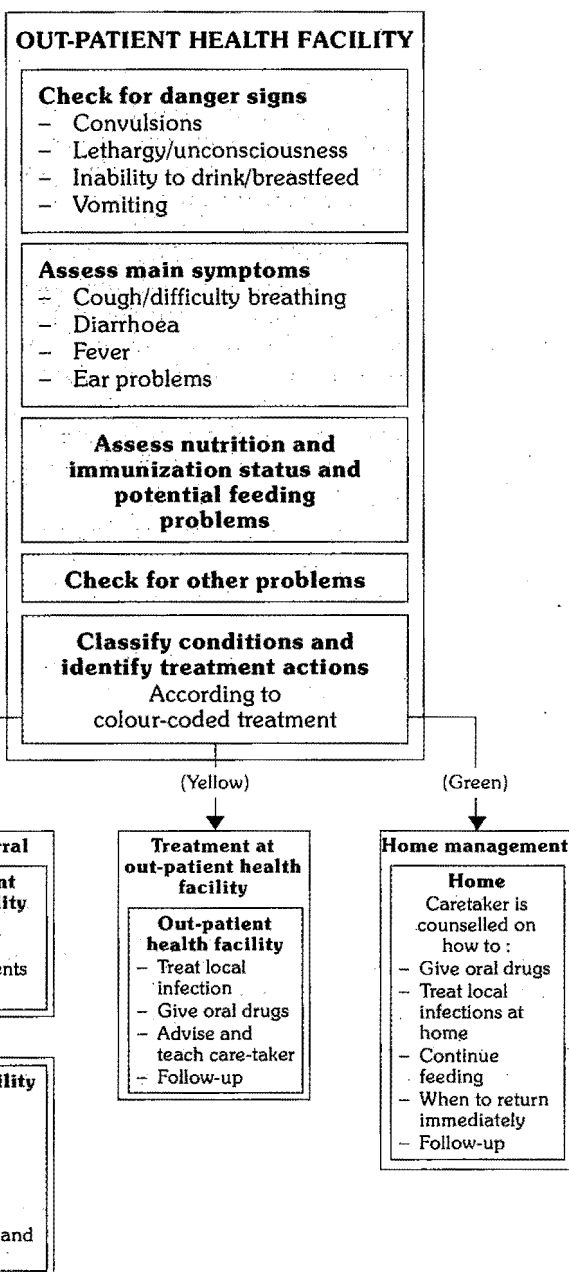 OUT-PATIENT HEALTH FACILITY
Check for danger signs
– Convulsions
– Lethargy/unconsciousness
– Inability to drink/breastfeed
– Vomiting
Assess main symptoms
– Cough/difficulty breathing
– Diarrhoea
– Fever
– Ear problems
Assess nutrition and
immunization status and
potential feeding
problems
Check for other problems
Classify conditions and
identify treatment actions
According to
colour-coded treatment
(Yellow)
(Green)
Treatment at
out-patient health
facility
Out-patient
health facility
– Treat local
infection
– Give oral drugs
– Advise and
teach care-taker
– Follow-up
Home management
Home
Caretaker is
counselled on
how to :
– Give oral drugs
– Treat local
infections at
home
– Continue
feeding
– When to return
immediately
– Follow-up
and